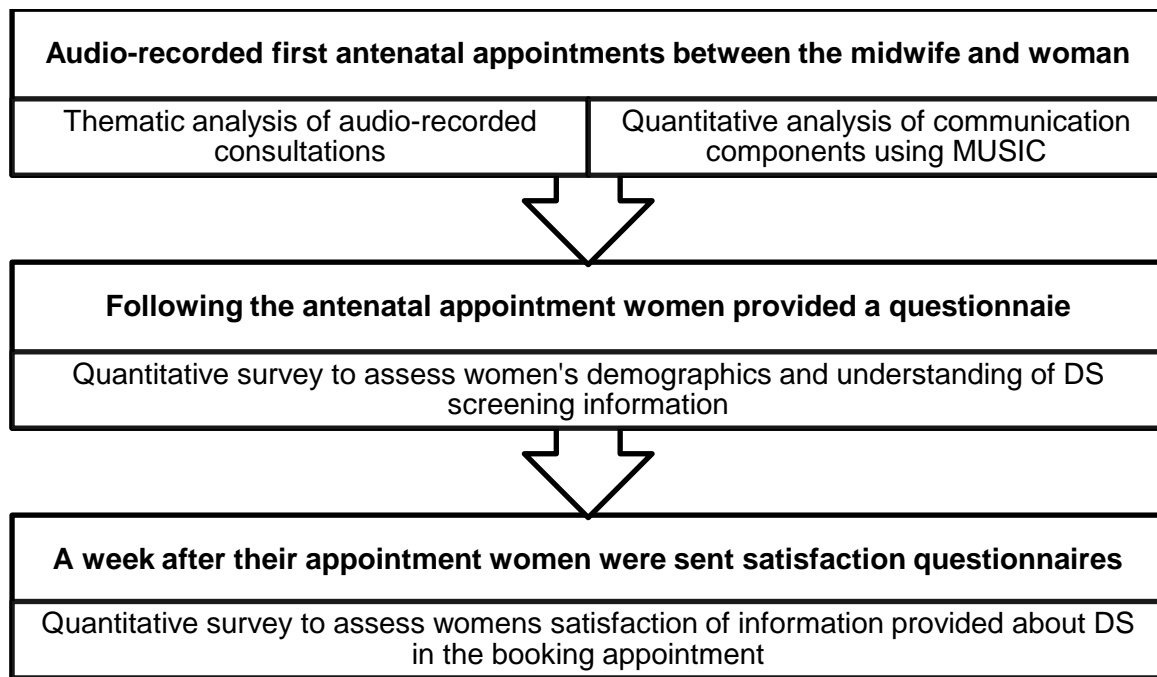 Audio-recorded first antenatal appointments between the midwife and woman
Thematic analysis of audio-recorded
consultations
Quantitative analysis of communication
components using MUSIC
Following the antenatal appointment women provided a questionnaie
Quantitative survey to assess women's demographics and understanding of DS
screening information
A week after their appointment women were sent satisfaction questionnaires
Quantitative survey to assess womens satisfaction of information provided about DS
in the booking appointment